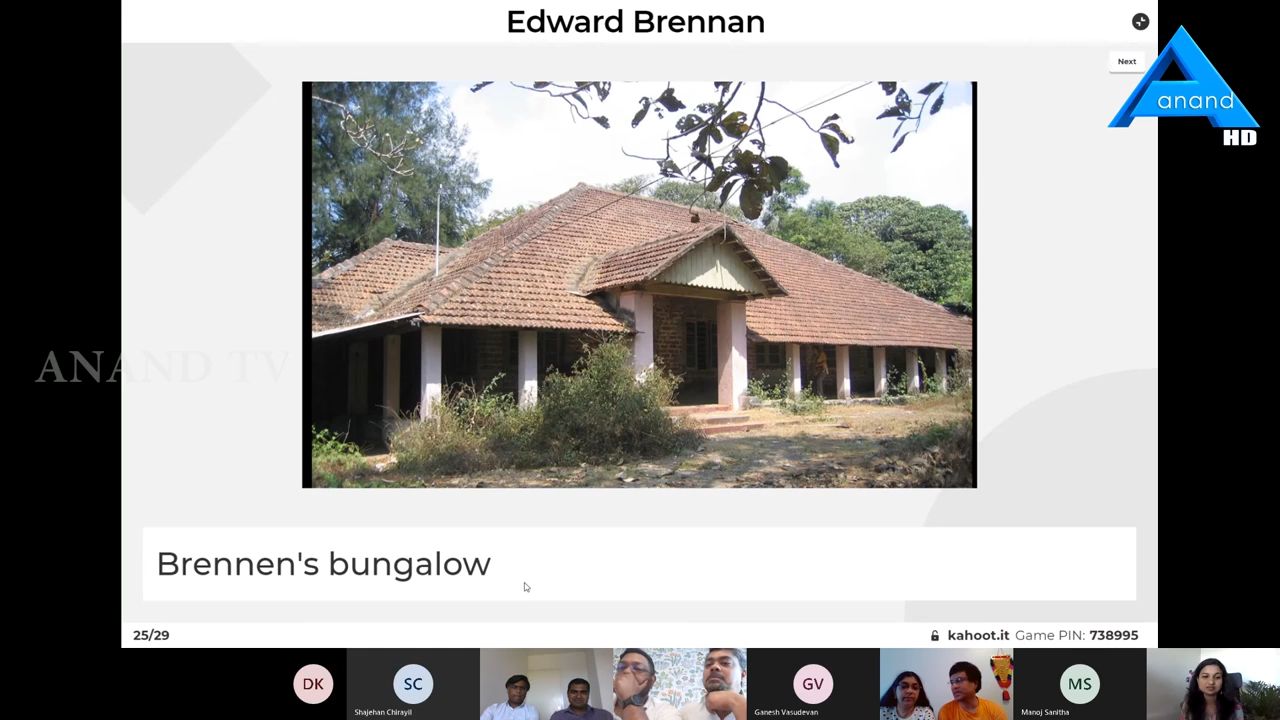 Edward Brennan
Next
anand
HD
ANAND TV
Brennen's bungalow
25/29
kahoot.it Game PIN: 738995
DK
SC
GV
MS
Shajehan Chirayil
Ganesh Vasudevan
Manoj Sanitha